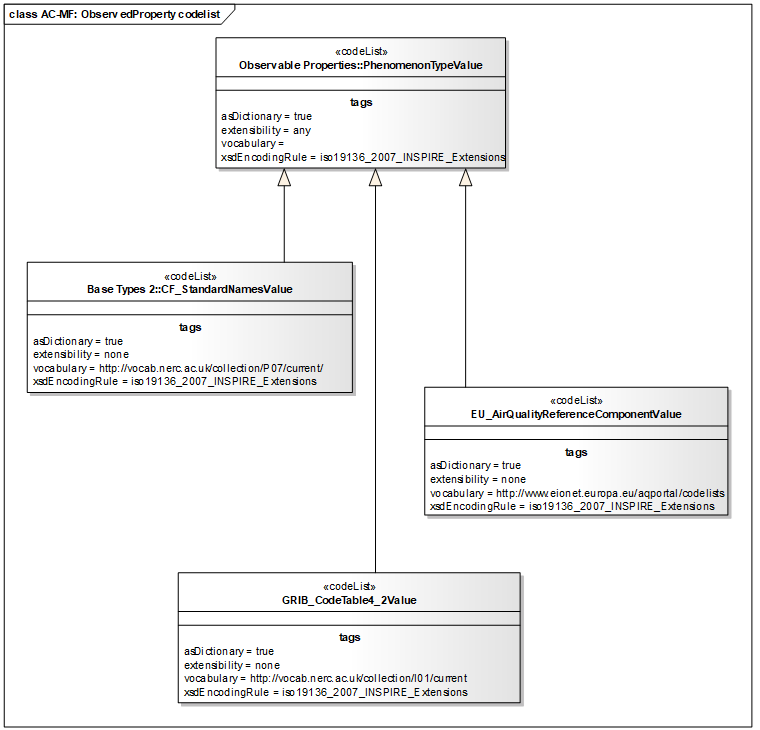 class AC-MF: ObservedProperty codelist
«codeList»
Observable Properties::PhenomenonTypeValue
tags
asDictionary = true
extensibility = any
vocabulary =
xsdEncodingRule = iso19136_2007_INSPIRE_Extensions
«codeList»
Base Types 2::CF_StandardNamesValue
tags
asDictionary = true
extensibility = none
vocabulary = http://vocab.nerc.ac.uk/collection/P07/current/
xsdEncodingRule = iso19136_2007_INSPIRE_Extensions
«codeList»
EU_AirQualityReferenceComponentValue
tags
asDictionary = true
extensibility = none
vocabulary = http://www.eionet.europa.eu/aqportal/codelists
xsdEncodingRule = iso19136_2007_INSPIRE_Extensions
«codeList»
GRIB_CodeTable4_2Value
tags
asDictionary = true
extensibility = none
vocabulary = http://vocab.nerc.ac.uk/collection/I01/current
xsdEncodingRule = iso19136_2007_INSPIRE_Extensions